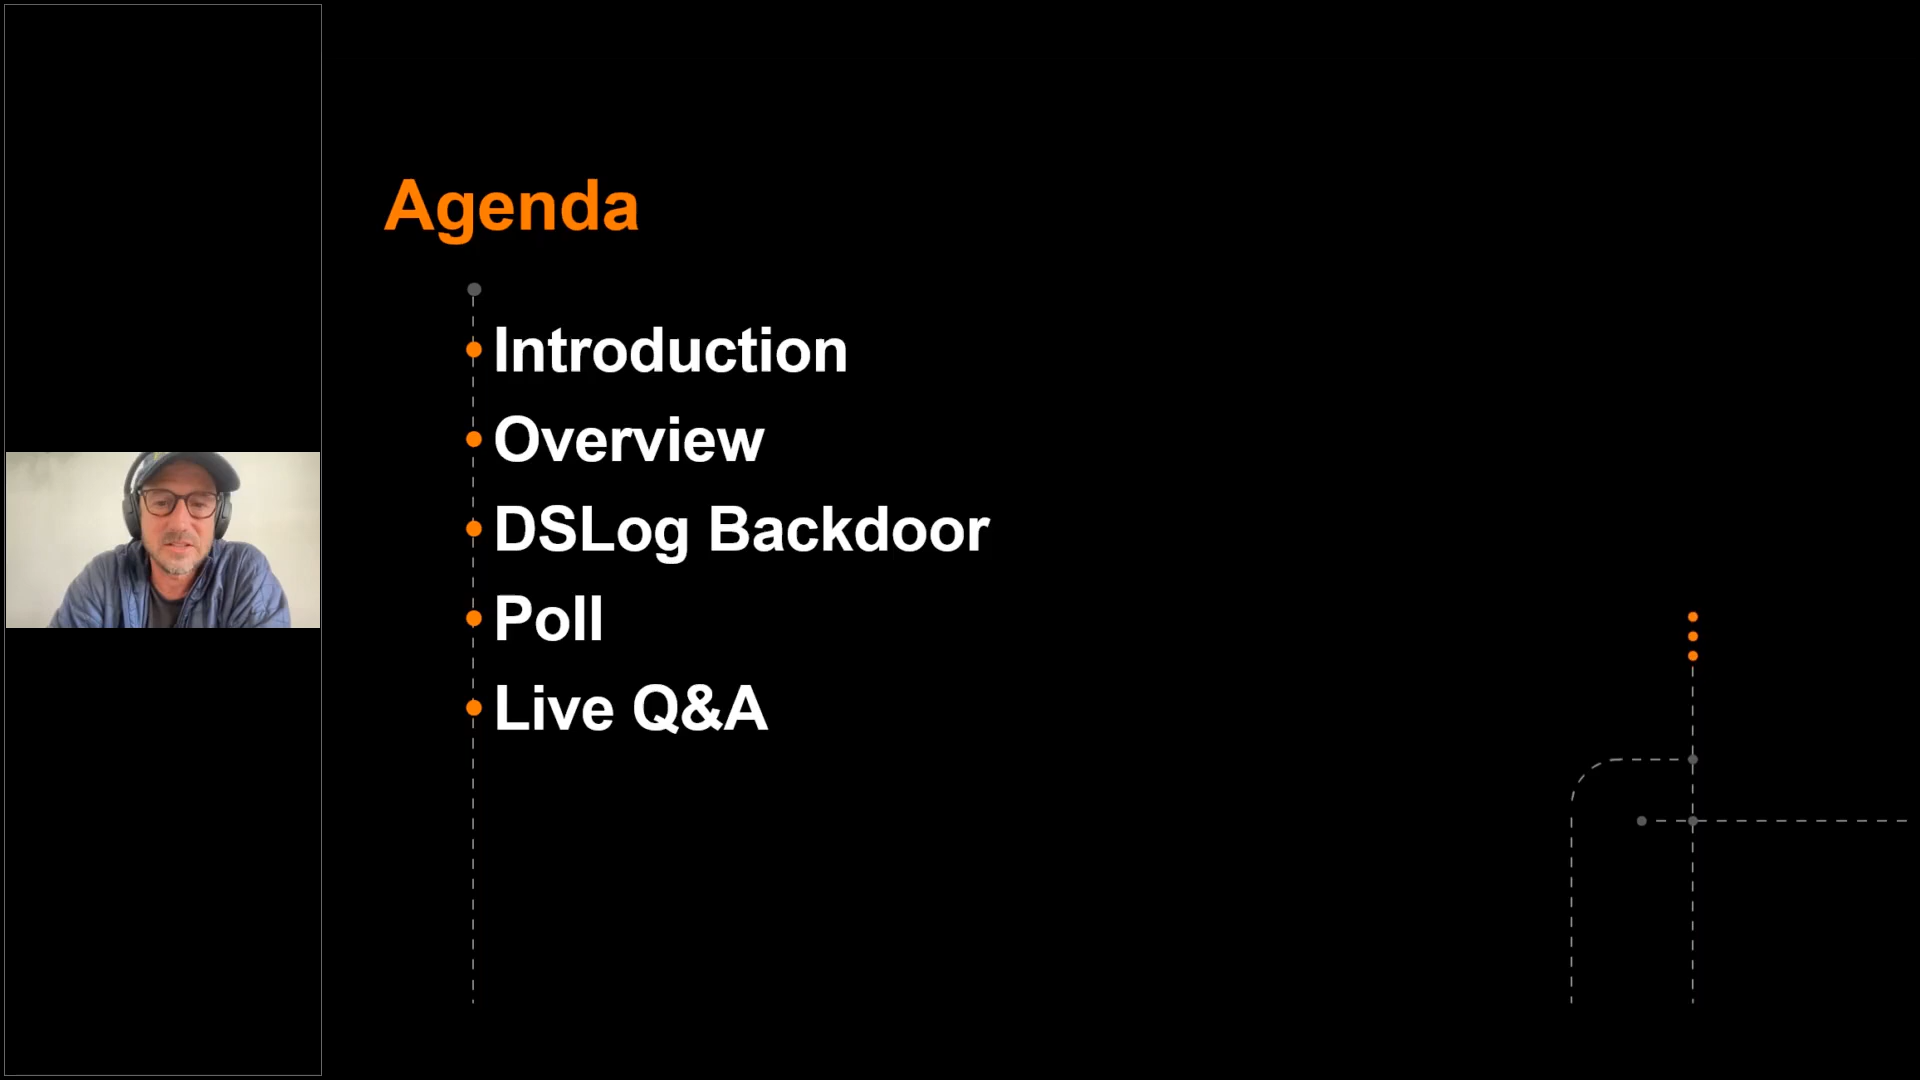 Agenda
Introduction
Overview
DSLog Backdoor
Poll
Live Q&A